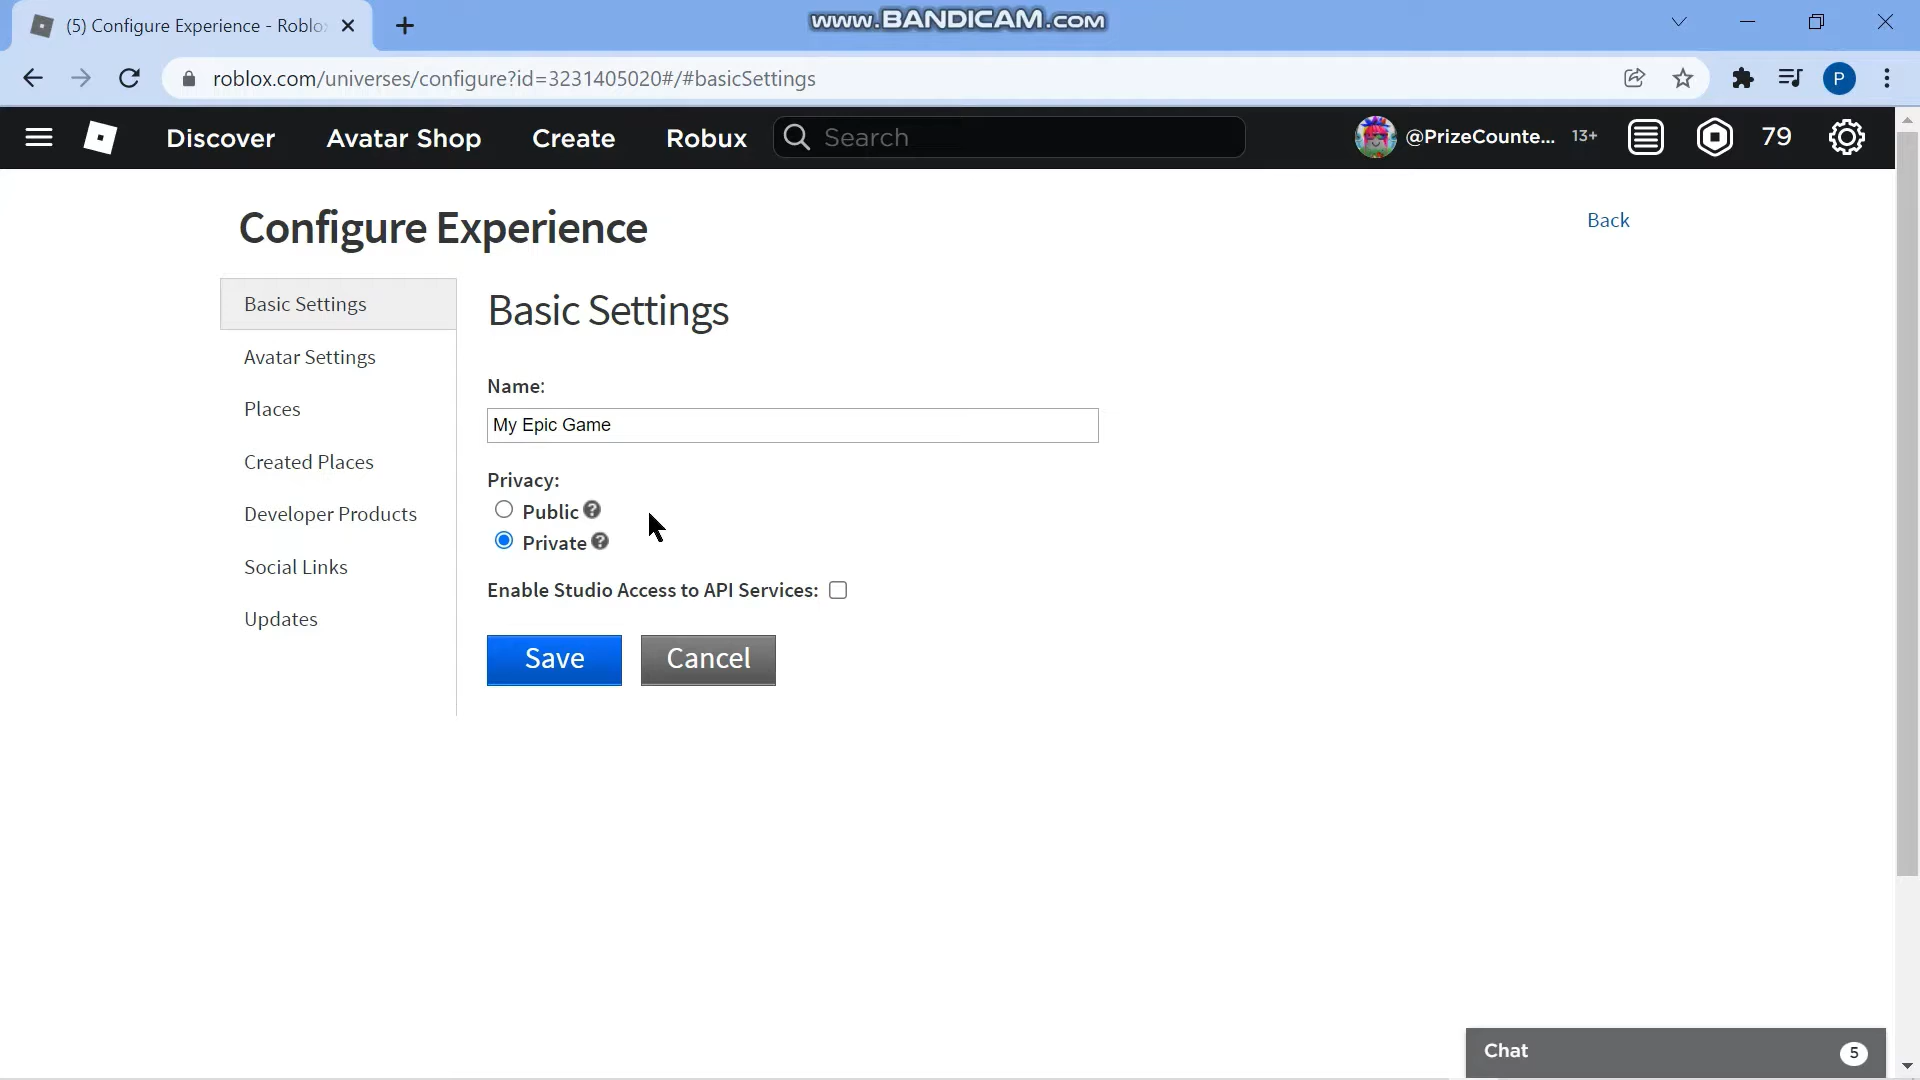 (5) Configure Experience - Roblo
www.BANDICAM.com
roblox.com/universes/configure?id=3231405020#/#basicSettings
P
Discover
Avatar Shop
Create
Robux
Search
@PrizeCounte...
13+
79
Configure Experience
Back
Basic Settings
Avatar Settings
Places
Created Places
Developer Products
Social Links
Updates
Basic Settings
Name:
My Epic Game
Privacy:
Public ?
Private ?
Enable Studio Access to API Services:
Save
Cancel
Chat
5